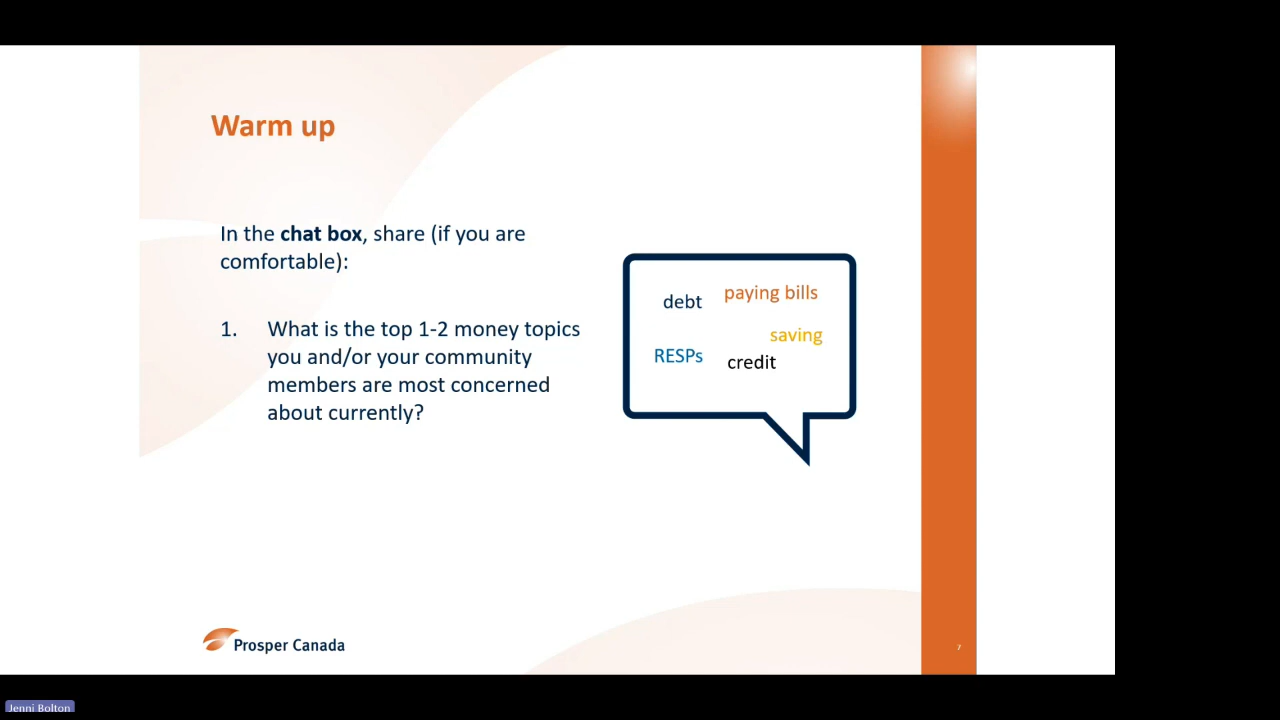 Warm up
In the chat box, share (if you are
comfortable):
1. What is the top 1-2 money topics
you and/or your community
members are most concerned
about currently?
debt paying bills
saving
RESPs credit
Prosper Canada
7
Jenni Bolton